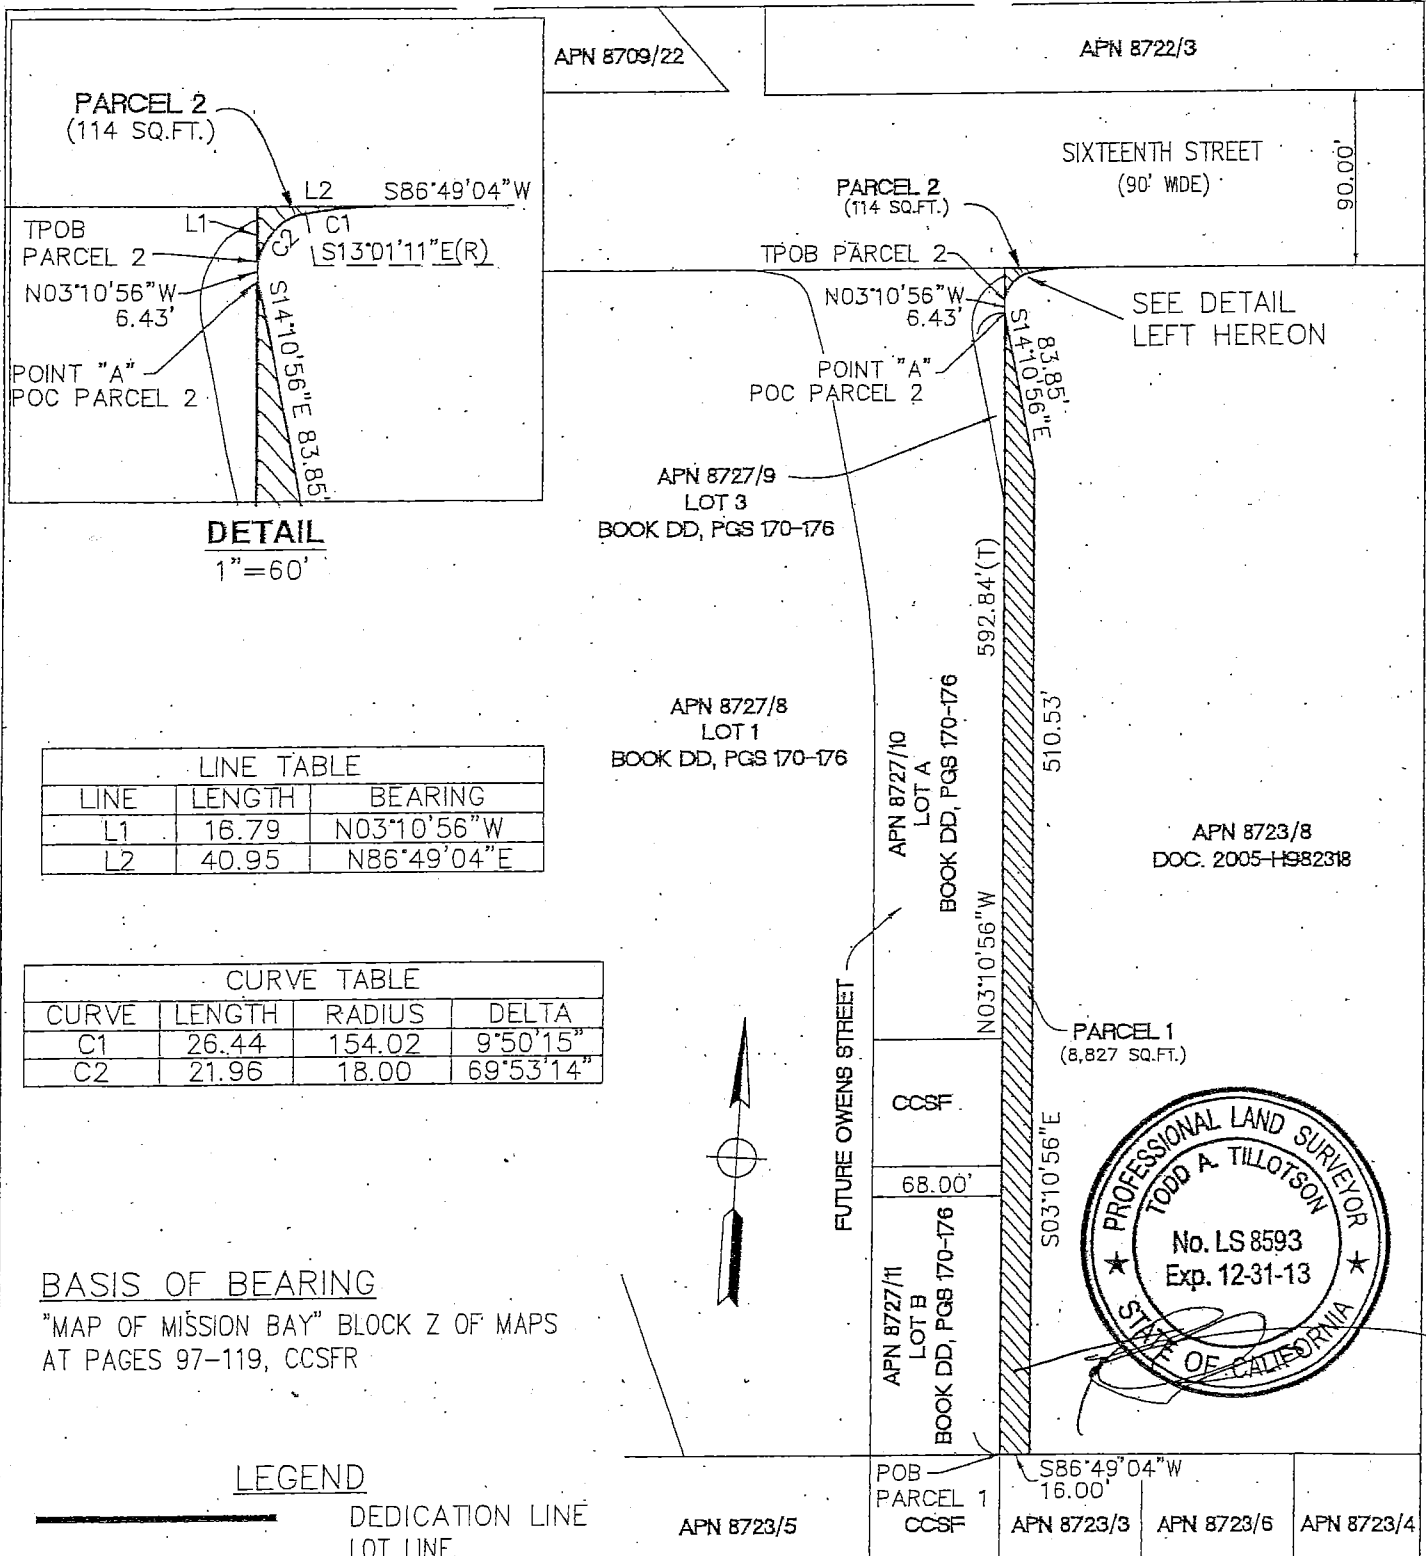 PARCEL 2
(114 SQ.FT.)
L2
S86°49'04"W
TPOB
PARCEL 2
L1
C2
C1
S13°01'11"E(R)
N03°10'56"W
6.43'
S14°10'56"E 83.85'
POINT "A"
POC PARCEL 2
DETAIL
1"=60'
APN 8709/22
APN 8722/3
SIXTEENTH STREET
(90' WIDE)
90.00'
PARCEL 2
(114 SQ.FT.)
TPOB PARCEL 2
N03°10'56"W
6.43'
SEE DETAIL
LEFT HEREON
POINT "A"
POC PARCEL 2
83.85'
S14°10'56"E
APN 8727/9
LOT 3
BOOK DD, PGS 170-176
592.84'(T)
510.53'
APN 8727/8
LOT 1
BOOK DD, PGS 170-176
APN 8727/10
LOT A
BOOK DD, PGS 170-176
APN 8723/8
DOC. 2005-H982318
LINE TABLE
LINE LENGTH BEARING
L1 16.79 N03°10'56"W
L2 40.95 N86°49'04"E
CURVE TABLE
CURVE LENGTH RADIUS DELTA
C1 26.44 154.02 9°50'15"
C2 21.96 18.00 69°53'14"
N03°10'56"W
FUTURE OWENS STREET
PARCEL 1
(8,827 SQ.FT.)
CCSF
S03°10'56"E
68.00'
APN 8727/11
LOT B
BOOK DD, PGS 170-176
PROFESSIONAL LAND SURVEYOR
TODD A. TILLOTSON
No. LS 8593
Exp. 12-31-13
STATE OF CALIFORNIA
BASIS OF BEARING
"MAP OF MISSION BAY" BLOCK Z OF MAPS
AT PAGES 97-119, CCSFR
LEGEND
DEDICATION LINE
LOT LINE
POB
PARCEL 1
CCSF
S86°49'04"W
16.00'
APN 8723/5
APN 8723/3
APN 8723/6
APN 8723/4